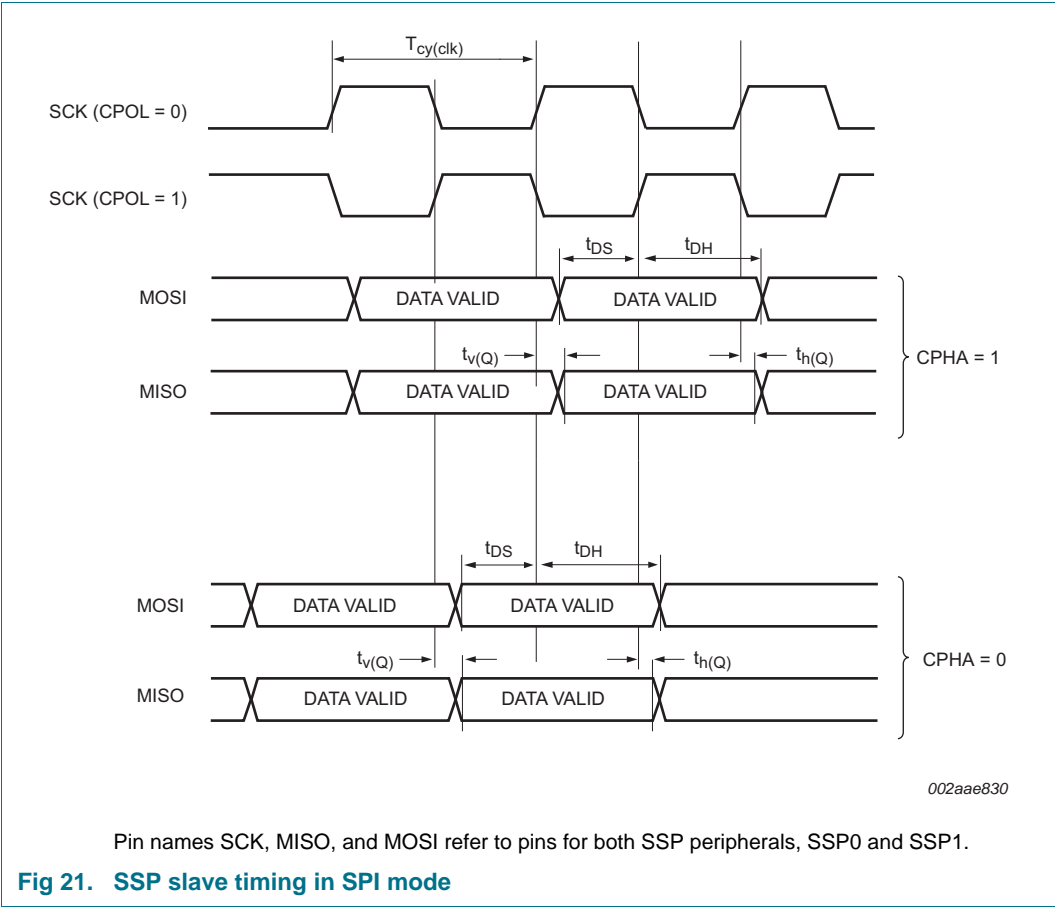 Tcy(clk)
SCK (CPOL = 0)
SCK (CPOL = 1)
tDS tDH
MOSI DATA VALID DATA VALID
tv(Q) th(Q)
CPHA = 1
MISO DATA VALID DATA VALID
tDS tDH
MOSI DATA VALID DATA VALID
tv(Q) th(Q)
CPHA = 0
MISO DATA VALID DATA VALID
002aae830
Pin names SCK, MISO, and MOSI refer to pins for both SSP peripherals, SSP0 and SSP1.
Fig 21. SSP slave timing in SPI mode